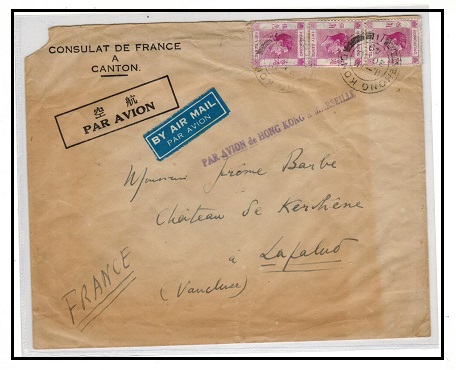 CONSULAT DE FRANCE
A
CANTON.
空 航
PAR AVION
BY AIR MAIL
PAR AVION
PAR AVION de HONG KONG à MARSEILLE
HONG KONG
Monsieur Jérôme Barbe
Château de Kerchêne
à Lapalud
(Vaucluse)
FRANCE